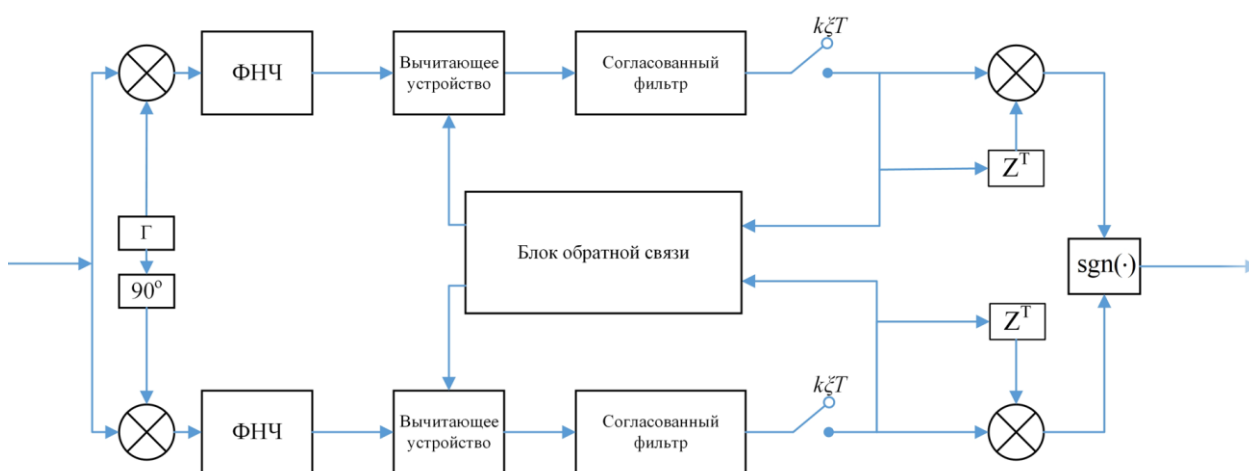 kξT
ФНЧ
Вычитающее
устройство
Согласованный
фильтр
Z^T
Г
Блок обратной связи
90°
sgn(·)
Z^T
kξT
ФНЧ
Вычитающее
устройство
Согласованный
фильтр